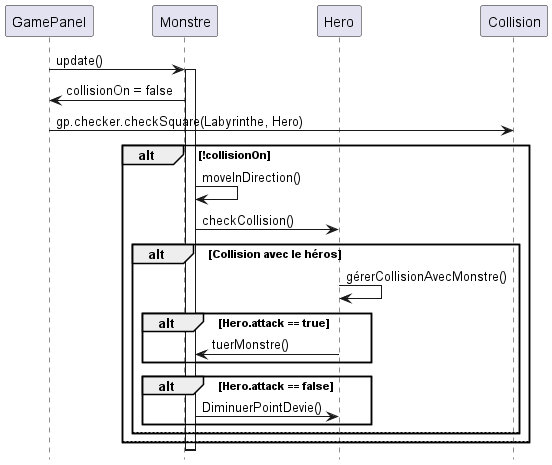 GamePanel Monstre Hero Collision
update()
collisionOn = false
gp.checker.checkSquare(Labyrinthe, Hero)
alt [!collisionOn]
moveInDirection()
checkCollision()
alt [Collision avec le héros]
gérerCollisionAvecMonstre()
alt [Hero.attack == true]
tuerMonstre()
alt [Hero.attack == false]
DiminuerPointDevie()